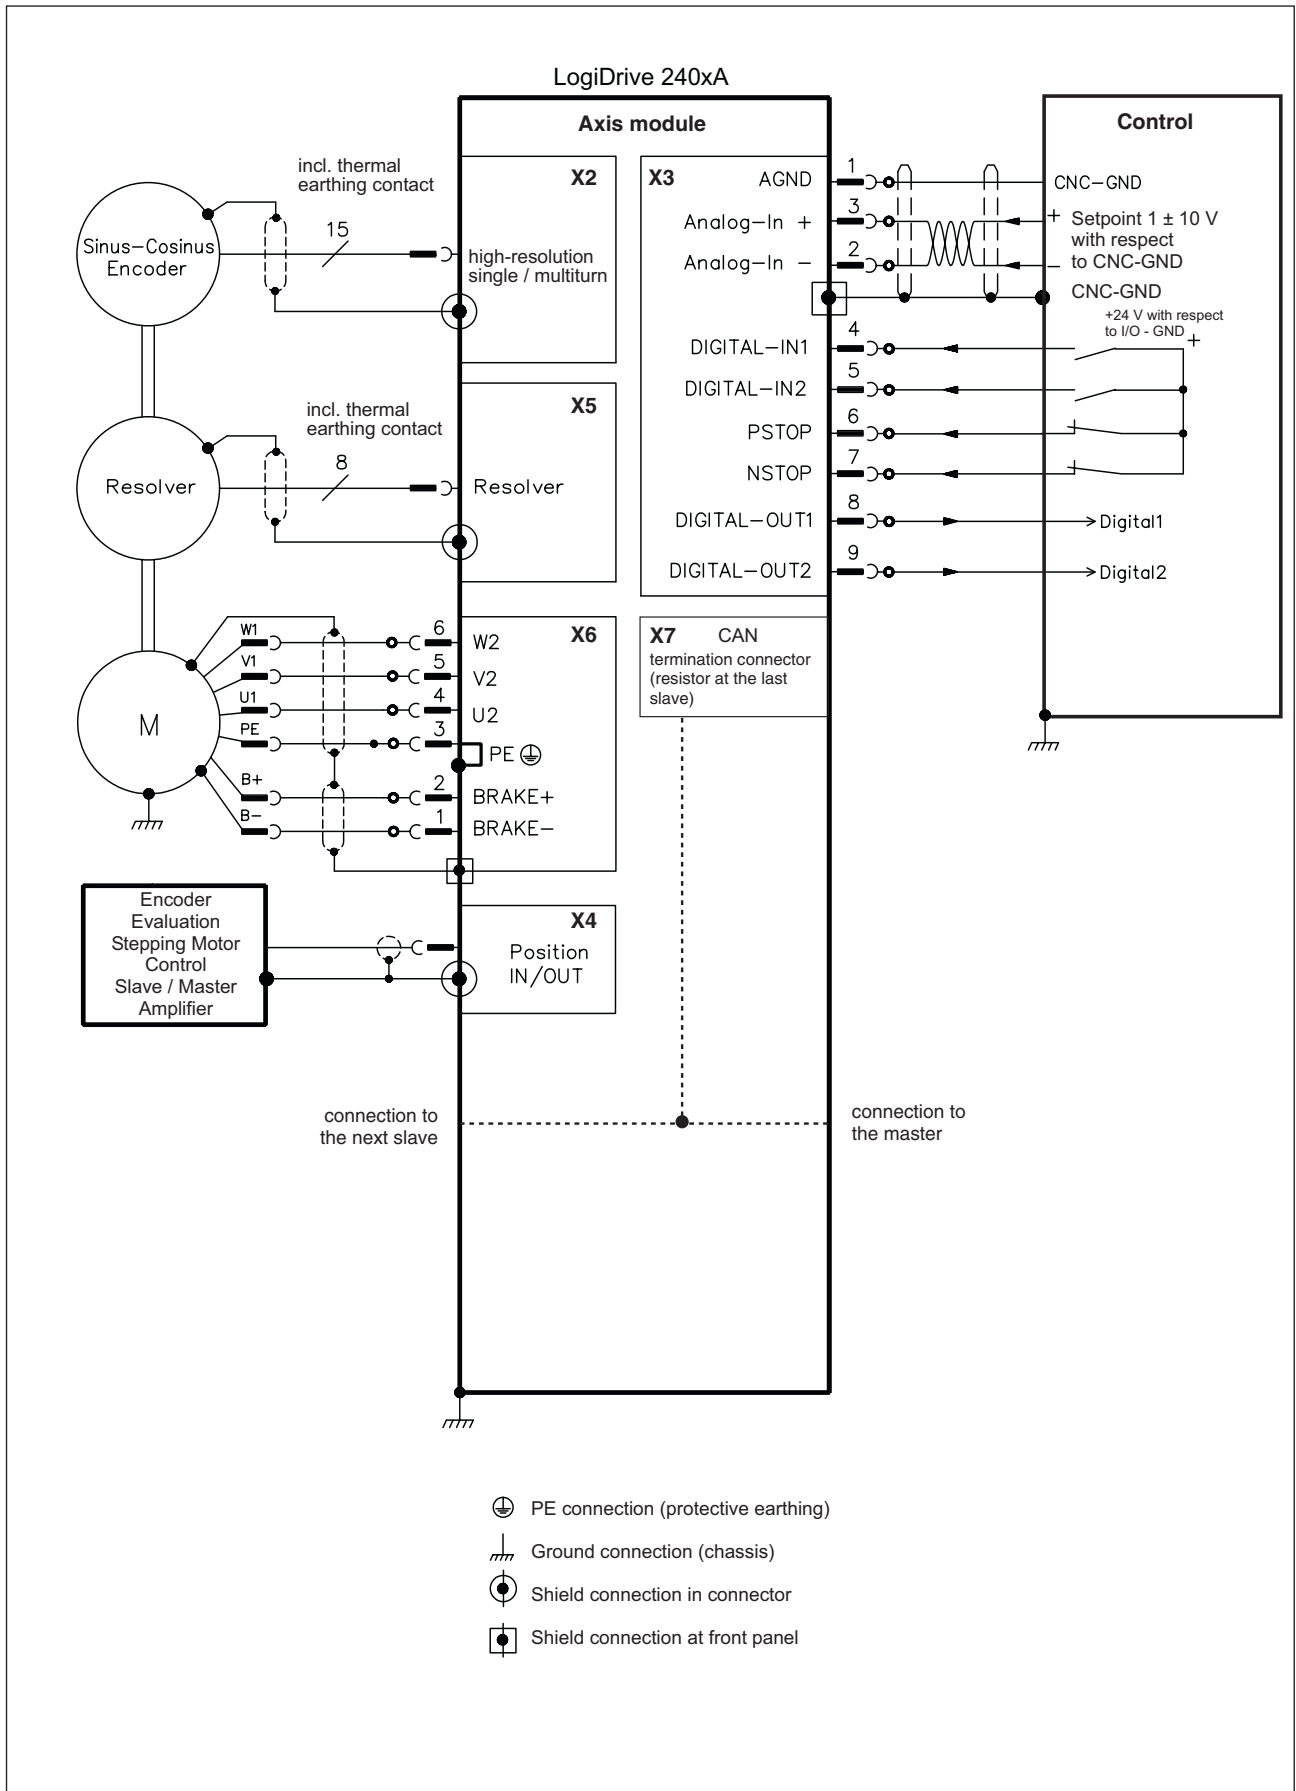 LogiDrive 240xA
Axis module
Control
incl. thermal
earthing contact
15
Sinus-Cosinus
Encoder
X2
high-resolution
single / multiturn
X3
AGND
1
CNC-GND
Analog-In +
3
+
Setpoint 1 ± 10 V
with respect
to CNC-GND
Analog-In -
2
-
CNC-GND
+24 V with respect
to I/O - GND
+
DIGITAL-IN1
4
DIGITAL-IN2
5
PSTOP
6
NSTOP
7
DIGITAL-OUT1
8
Digital1
DIGITAL-OUT2
9
Digital2
incl. thermal
earthing contact
8
Resolver
X5
Resolver
X6
W1
6
W2
V1
5
V2
U1
4
U2
M
PE
3
PE
B+
2
BRAKE+
B-
1
BRAKE-
X7 CAN
termination connector
(resistor at the last
slave)
Encoder
Evaluation
Stepping Motor
Control
Slave / Master
Amplifier
X4
Position
IN/OUT
connection to
the next slave
connection to
the master
PE connection (protective earthing)
Ground connection (chassis)
Shield connection in connector
Shield connection at front panel